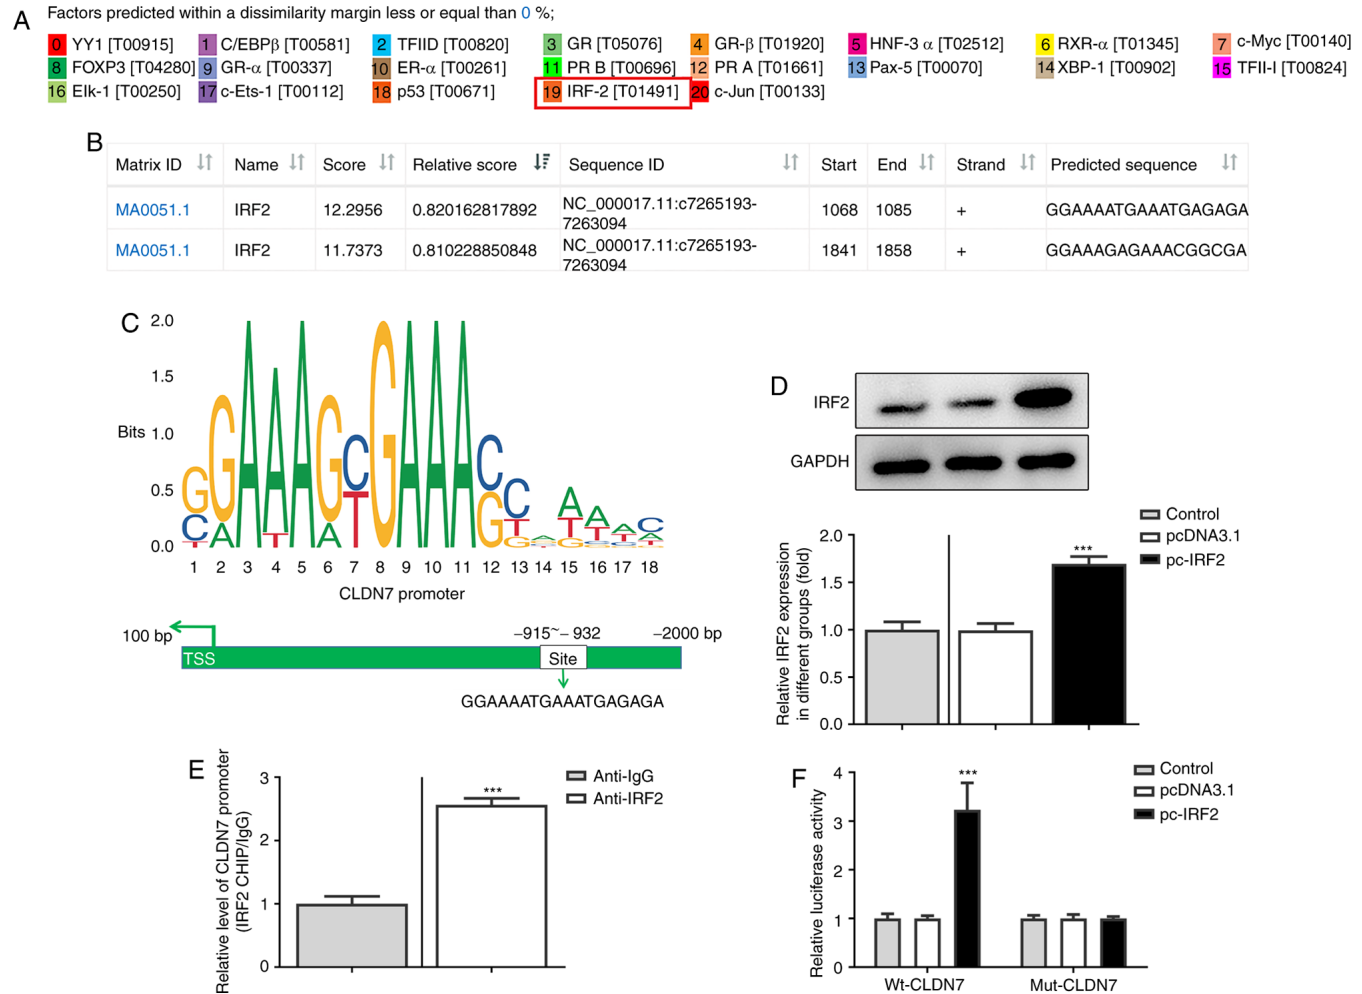 A
Factors predicted within a dissimilarity margin less or equal than 0 %;
0 YY1 [T00915] 1 C/EBPβ [T00581] 2 TFIID [T00820] 3 GR [T05076] 4 GR-β [T01920] 5 HNF-3 α [T02512] 6 RXR-α [T01345] 7 c-Myc [T00140]
8 FOXP3 [T04280] 9 GR-α [T00337] 10 ER-α [T00261] 11 PR B [T00696] 12 PR A [T01661] 13 Pax-5 [T00070] 14 XBP-1 [T00902] 15 TFII-I [T00824]
16 Elk-1 [T00250] 17 c-Ets-1 [T00112] 18 p53 [T00671] 19 IRF-2 [T01491] 20 c-Jun [T00133]
B
Matrix ID Name Score Relative score Sequence ID Start End Strand Predicted sequence
MA0051.1 IRF2 12.2956 0.820162817892 NC_000017.11:c7265193-7263094 1068 1085 + GGAAAATGAAATGAGAGA
MA0051.1 IRF2 11.7373 0.810228850848 NC_000017.11:c7265193-7263094 1841 1858 + GGAAAGAGAAACGGCGA
C
2.0
1.5
Bits 1.0
0.5
0.0
1 2 3 4 5 6 7 8 9 10 11 12 13 14 15 16 17 18
CLDN7 promoter
100 bp
–915~– 932
–2000 bp
TSS
Site
GGAAAATGAAATGAGAGA
D
IRF2
GAPDH
Control
pcDNA3.1
pc-IRF2
Relative IRF2 expression
in different groups (fold)
2.0
1.5
1.0
0.5
0.0
***
E
Relative level of CLDN7 promoter
(IRF2 CHIP/IgG)
3
2
1
0
***
Anti-IgG
Anti-IRF2
F
Relative luciferase activity
4
3
4
2
1
0
***
Control
pcDNA3.1
pc-IRF2
Wt-CLDN7
Mut-CLDN7